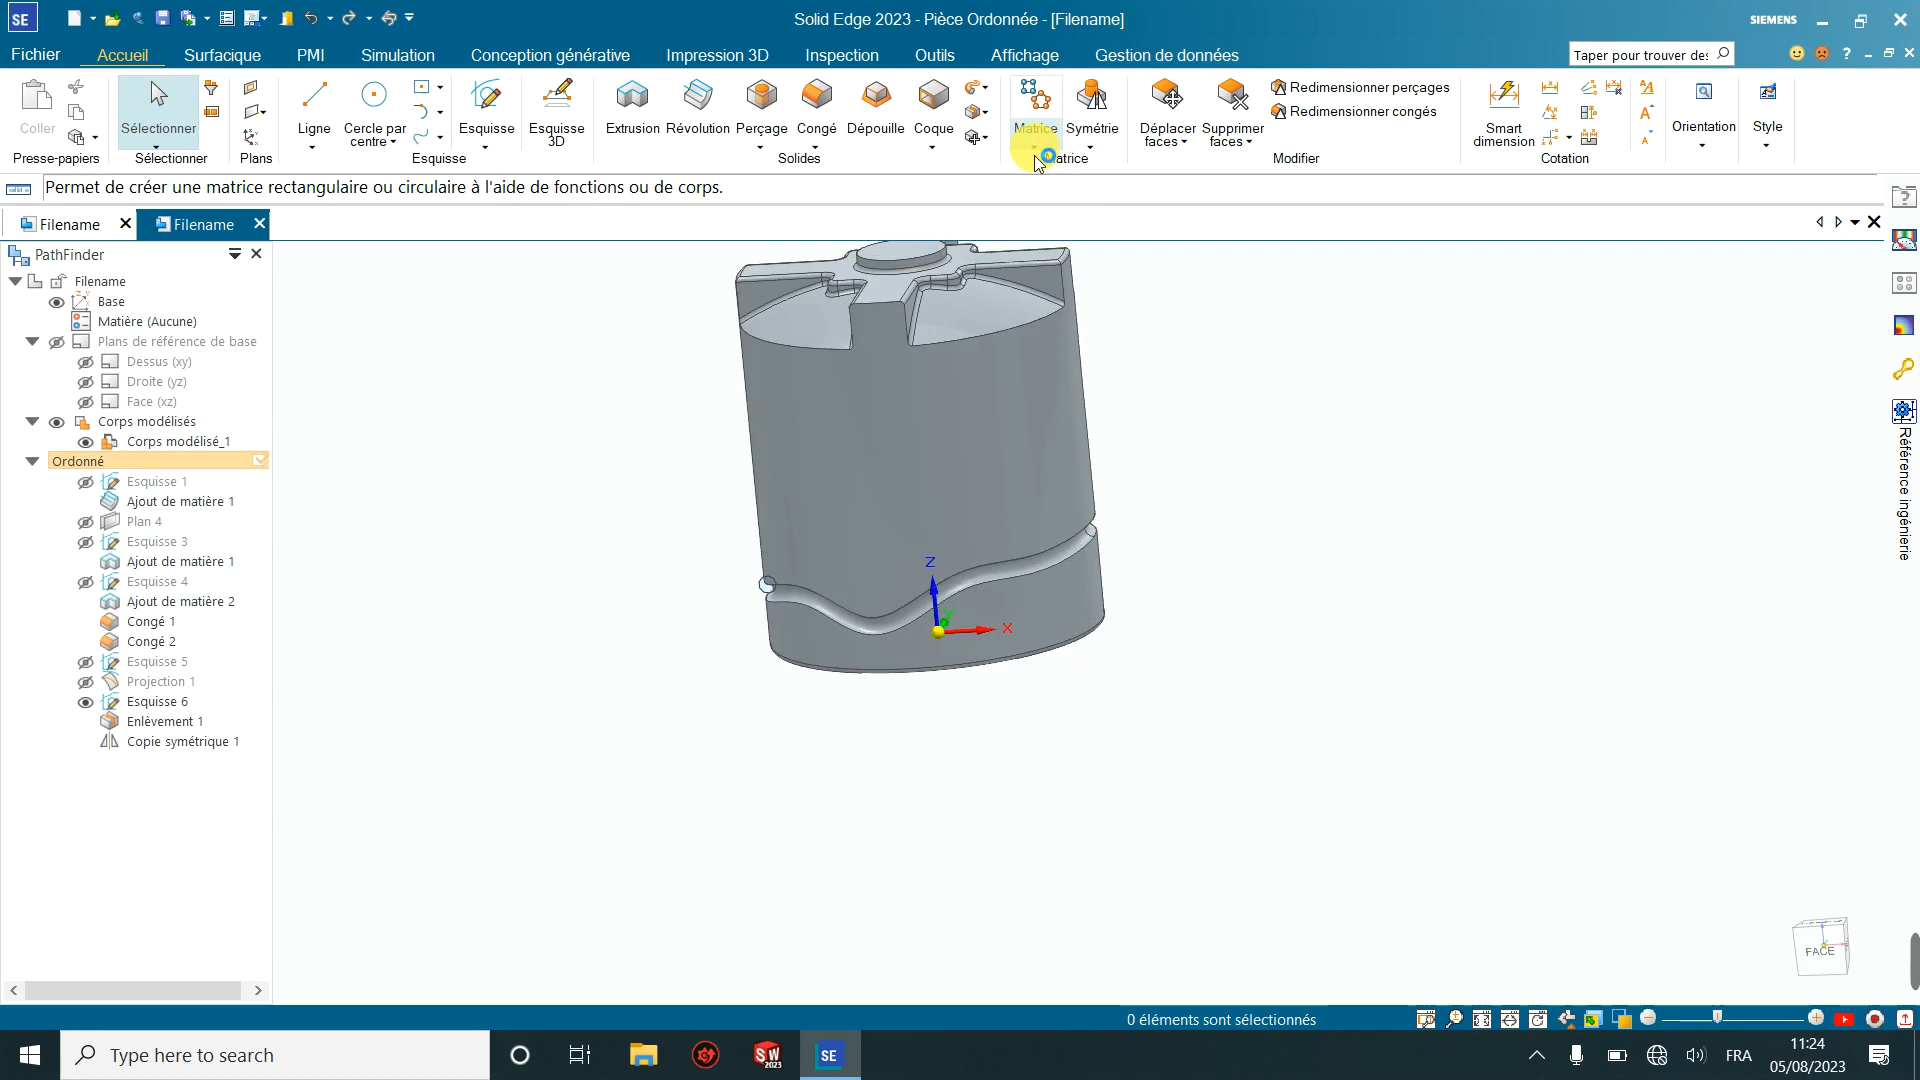 SE
Solid Edge 2023 - Pièce Ordonnée - [Filename]
SIEMENS
Fichier
Accueil
Surfacique
PMI
Simulation
Conception générative
Impression 3D
Inspection
Outils
Affichage
Gestion de données
Taper pour trouver des
Coller
Presse-papiers
Sélectionner
Sélectionner
Plans
Ligne
Cercle par centre
Esquisse
Esquisse
Esquisse 3D
Extrusion
Révolution
Perçage
Congé
Dépouille
Coque
Solides
Matrice
Symétrie
Déplacer faces
Supprimer faces
Redimensionner perçages
Redimensionner congés
Modifier
Smart dimension
Cotation
Orientation
Style
Permet de créer une matrice rectangulaire ou circulaire à l'aide de fonctions ou de corps.
Filename
Filename
PathFinder
Filename
Base
Matière (Aucune)
Plans de référence de base
Dessus (xy)
Droite (yz)
Face (xz)
Corps modélisés
Corps modélisé_1
Ordonné
Esquisse 1
Ajout de matière 1
Plan 4
Esquisse 3
Ajout de matière 1
Esquisse 4
Ajout de matière 2
Congé 1
Congé 2
Esquisse 5
Projection 1
Esquisse 6
Enlèvement 1
Copie symétrique 1
Z
Y
X
FACE
Référence ingénierie
0 éléments sont sélectionnés
Type here to search
SW
2023
SE
FRA
11:24
05/08/2023